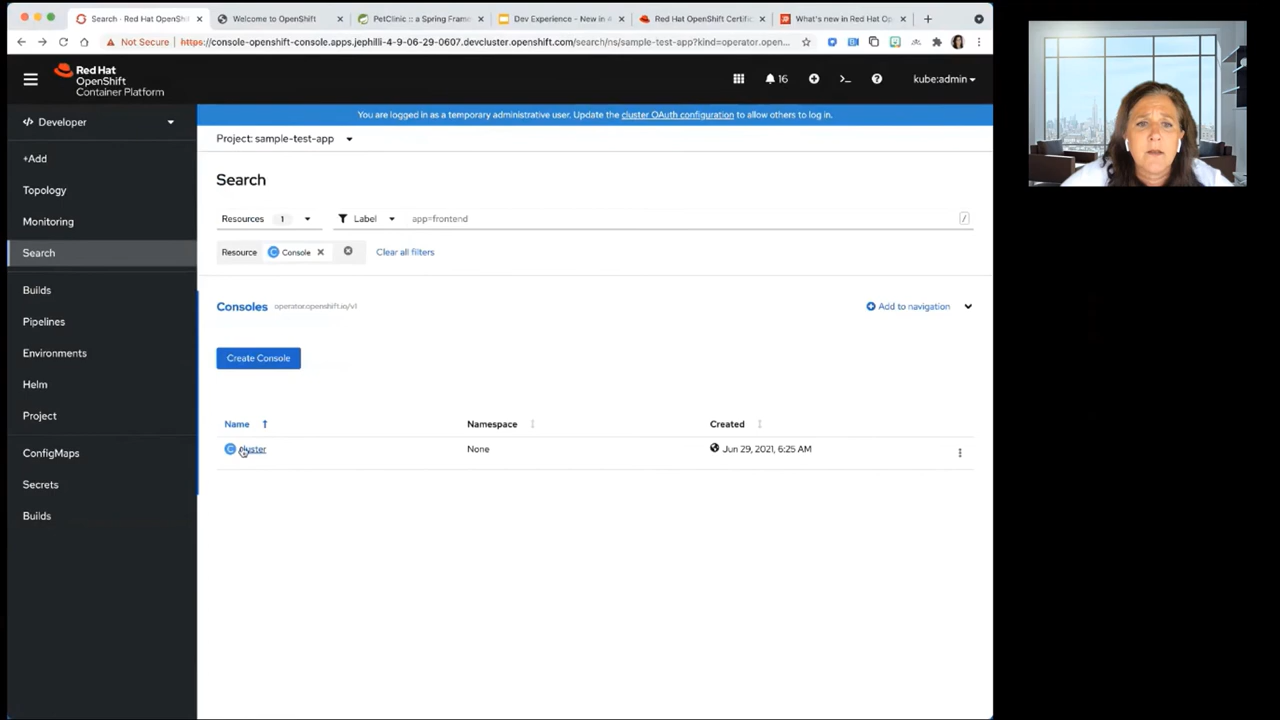 Search · Red Hat OpenShi
Welcome to OpenShift
PetClinic :: a Spring Frame
Dev Experience - New in
Red Hat OpenShift Certific
What's new in Red Hat Op
Not Secure
https://console-openshift-console.apps.jephilli-4-9-06-29-0607.devcluster.openshift.com/search/ns/sample-test-app?kind=operator.open...
Red Hat
OpenShift
Container Platform
16
kube:admin
You are logged in as a temporary administrative user. Update the cluster OAuth configuration to allow others to log in.
</> Developer
Project: sample-test-app
+Add
Topology
Monitoring
Search
Builds
Pipelines
Environments
Helm
Project
ConfigMaps
Secrets
Builds
Search
Resources 1
Label
app=frontend
/
Resource
C Console
Clear all filters
Consoles operator.openshift.io/v1
Add to navigation
Create Console
Name
Namespace
Created
C cluster
None
Jun 29, 2021, 6:25 AM